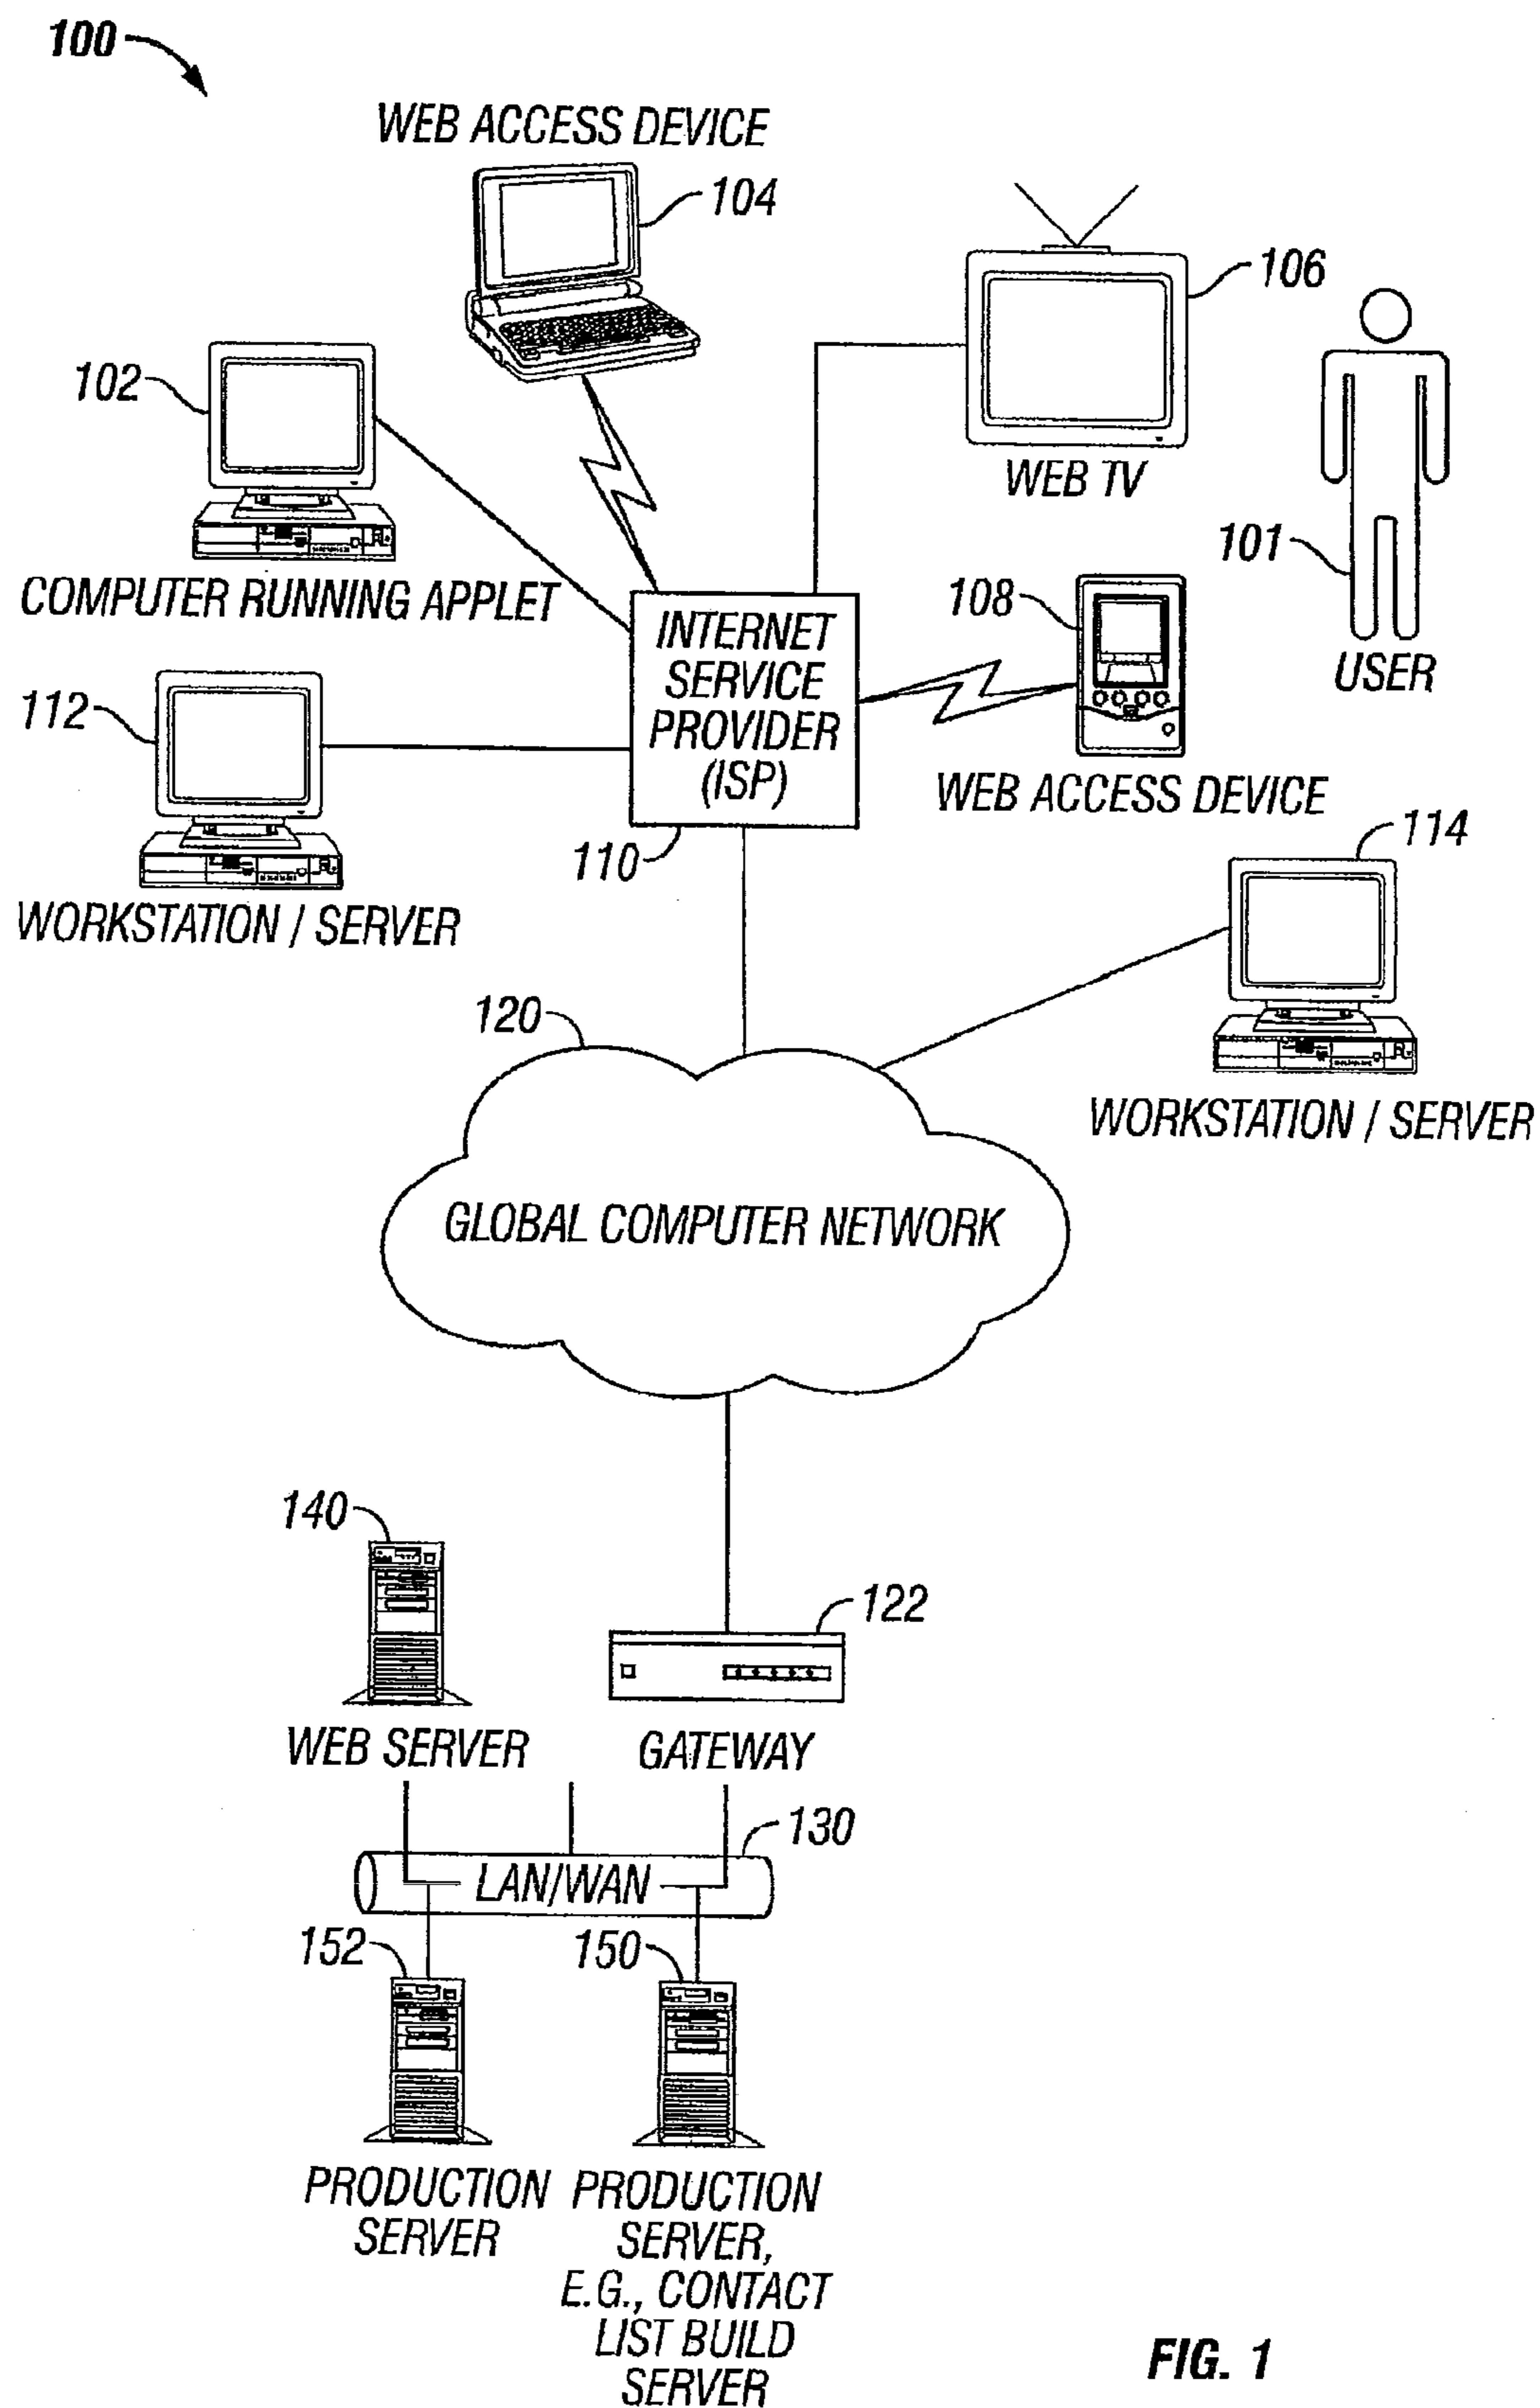 100
WEB ACCESS DEVICE
104
106
102
COMPUTER RUNNING APPLET
WEB TV
101
USER
108
INTERNET
SERVICE
PROVIDER
(ISP)
112
WEB ACCESS DEVICE
110
114
WORKSTATION / SERVER
120
WORKSTATION / SERVER
GLOBAL COMPUTER NETWORK
140
122
WEB SERVER
GATEWAY
130
LAN/WAN
152
150
PRODUCTION
SERVER
PRODUCTION
SERVER,
E.G., CONTACT
LIST BUILD
SERVER
FIG. 1